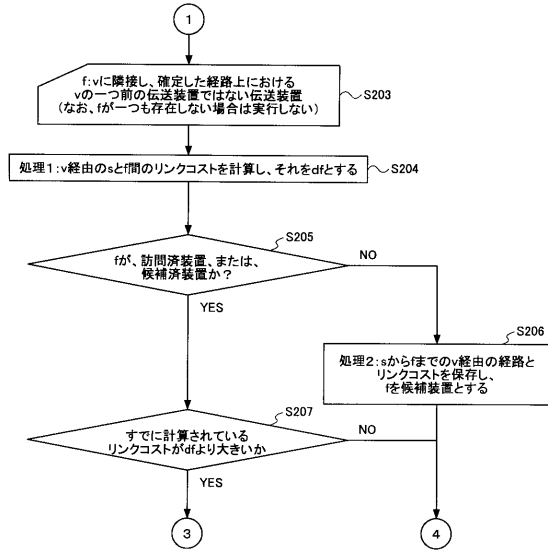 1
f:vに隣接し、確定した経路上における
vの一つ前の伝送装置ではない伝送装置
(なお、fが一つも存在しない場合は実行しない)
S203
処理1:v経由のsとf間のリンクコストを計算し、それをdfとする
S204
S205
fが、訪問済装置、または、
候補済装置か?
NO
YES
S206
処理2:sからfまでのv経由の経路と
リンクコストを保存し、
fを候補装置とする
S207
すでに計算されている
リンクコストがdfより大きいか
NO
YES
3
4